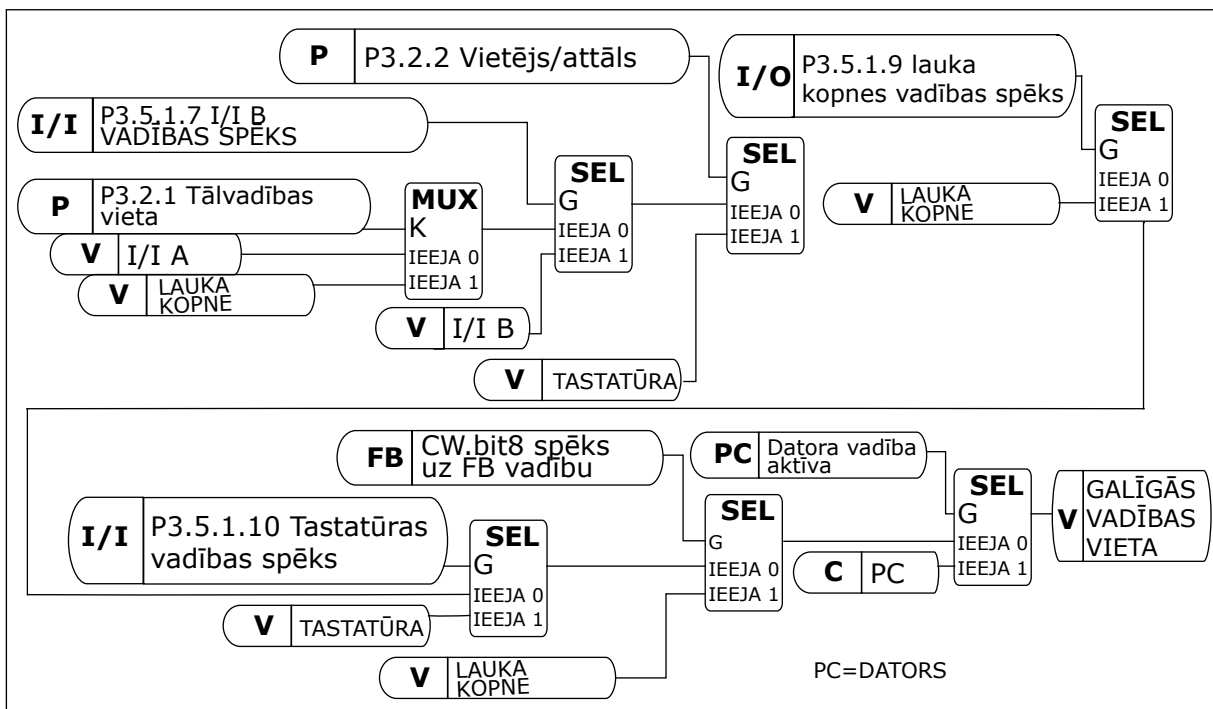 P P3.2.2 Vietējs/attāls
I/O P3.5.1.9 lauka
kopnes vadības spēks
I/I P3.5.1.7 I/I B
VADĪBAS SPĒKS
SEL
G
IEEJA 0
IEEJA 1
SEL
G
IEEJA 0
IEEJA 1
SEL
G
IEEJA 0
IEEJA 1
P P3.2.1 Tālvadības
vieta
MUX
K
IEEJA 0
IEEJA 1
V I/I A
V LAUKA
KOPNE
V LAUKA
KOPNE
V I/I B
V TASTATŪRA
FB CW.bit8 spēks
uz FB vadību
PC Datora vadība
aktīva
I/I P3.5.1.10 Tastatūras
vadības spēks
SEL
G
IEEJA 0
IEEJA 1
SEL
G
IEEJA 0
IEEJA 1
SEL
G
IEEJA 0
IEEJA 1
V GALĪGĀS
VADĪBAS
VIETA
C PC
V TASTATŪRA
V LAUKA
KOPNE
PC=DATORS